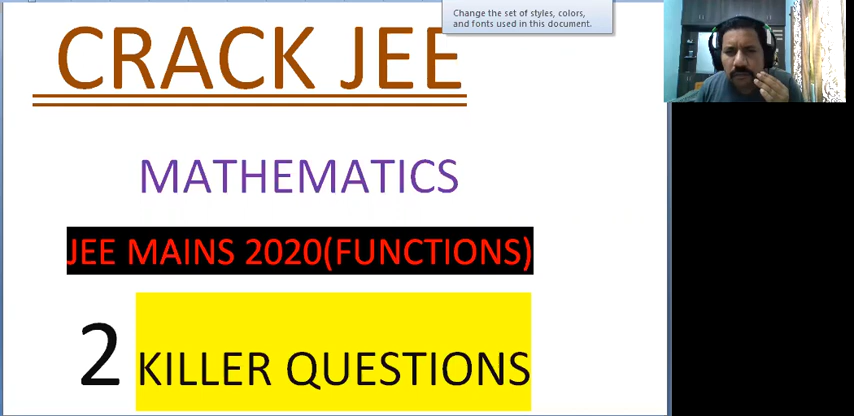 Change the set of styles, colors,
and fonts used in this document.
CRACK JEE
MATHEMATICS
JEE MAINS 2020(FUNCTIONS)
2 KILLER QUESTIONS